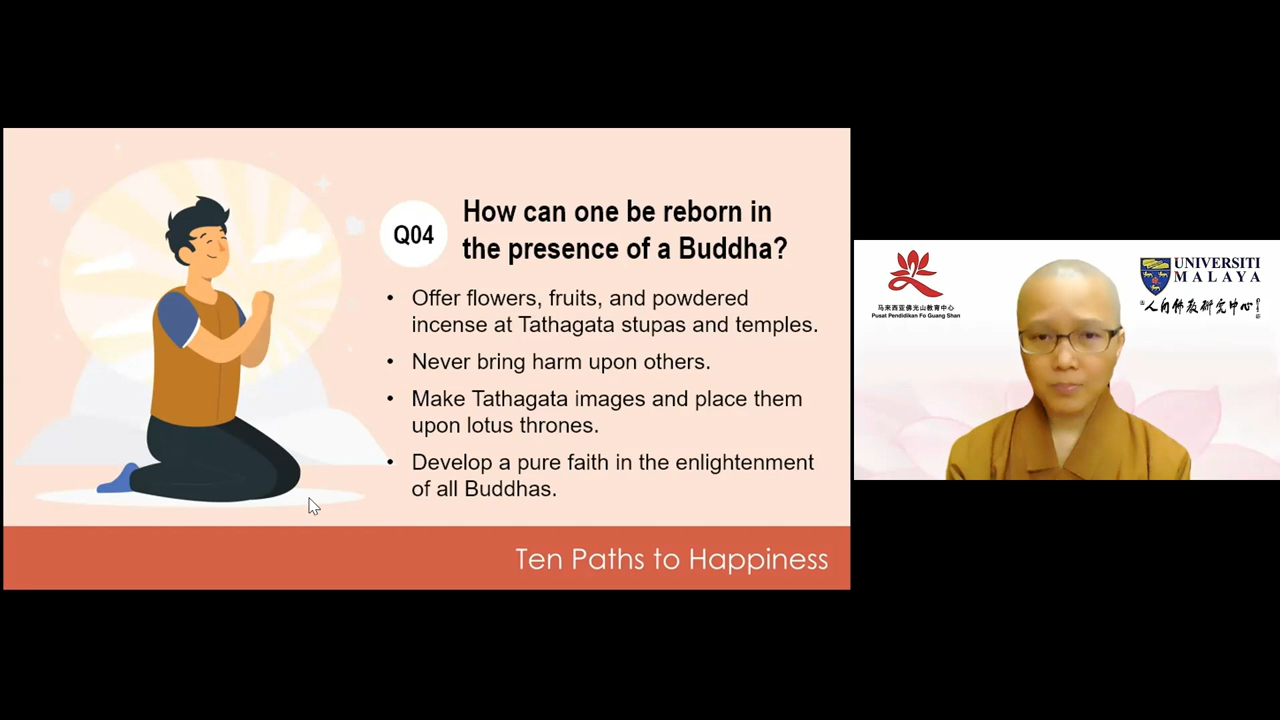 Q04
How can one be reborn in
the presence of a Buddha?
• Offer flowers, fruits, and powdered
incense at Tathagata stupas and temples.
• Never bring harm upon others.
• Make Tathagata images and place them
upon lotus thrones.
• Develop a pure faith in the enlightenment
of all Buddhas.
Ten Paths to Happiness
马来西亚佛光山教育中心
Pusat Pendidikan Fo Guang Shan
UNIVERSITI
MALAYA
人间佛教研究中心